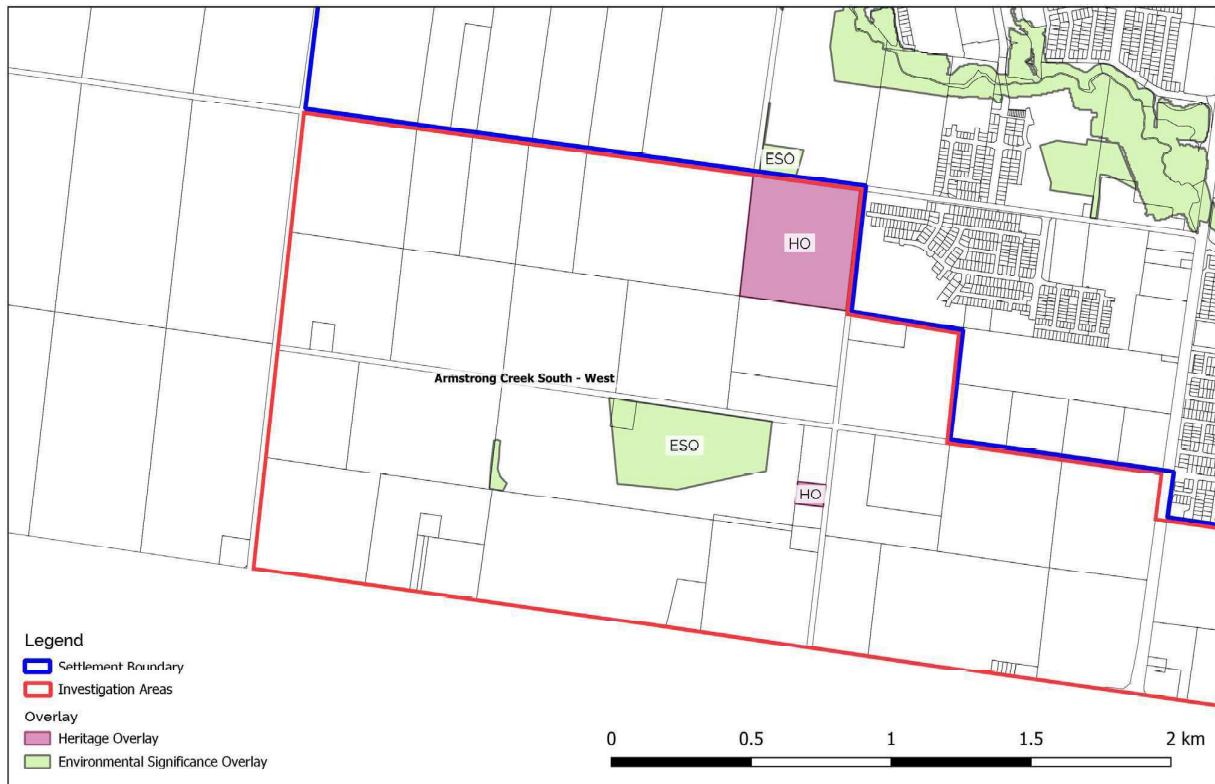 ESO
HO
Armstrong Creek South - West
ESO
HO
Legend
Settlement Boundary
Investigation Areas
Overlay
Heritage Overlay
Environmental Significance Overlay
0 0.5 1 1.5 2 km